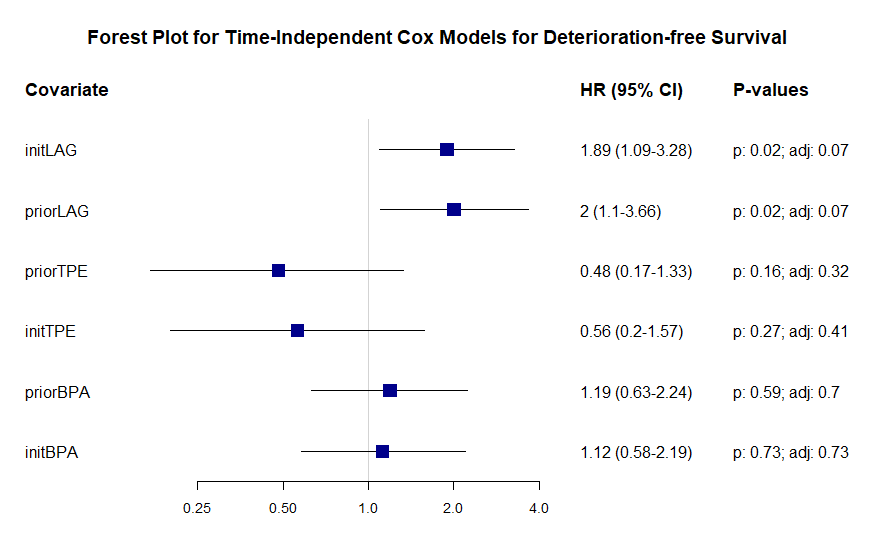 Forest Plot for Time-Independent Cox Models for Deterioration-free Survival
Covariate HR (95% CI) P-values
initLAG 1.89 (1.09-3.28) p: 0.02; adj: 0.07
priorLAG 2 (1.1-3.66) p: 0.02; adj: 0.07
priorTPE 0.48 (0.17-1.33) p: 0.16; adj: 0.32
initTPE 0.56 (0.2-1.57) p: 0.27; adj: 0.41
priorBPA 1.19 (0.63-2.24) p: 0.59; adj: 0.7
initBPA 1.12 (0.58-2.19) p: 0.73; adj: 0.73
0.25 0.50 1.0 2.0 4.0